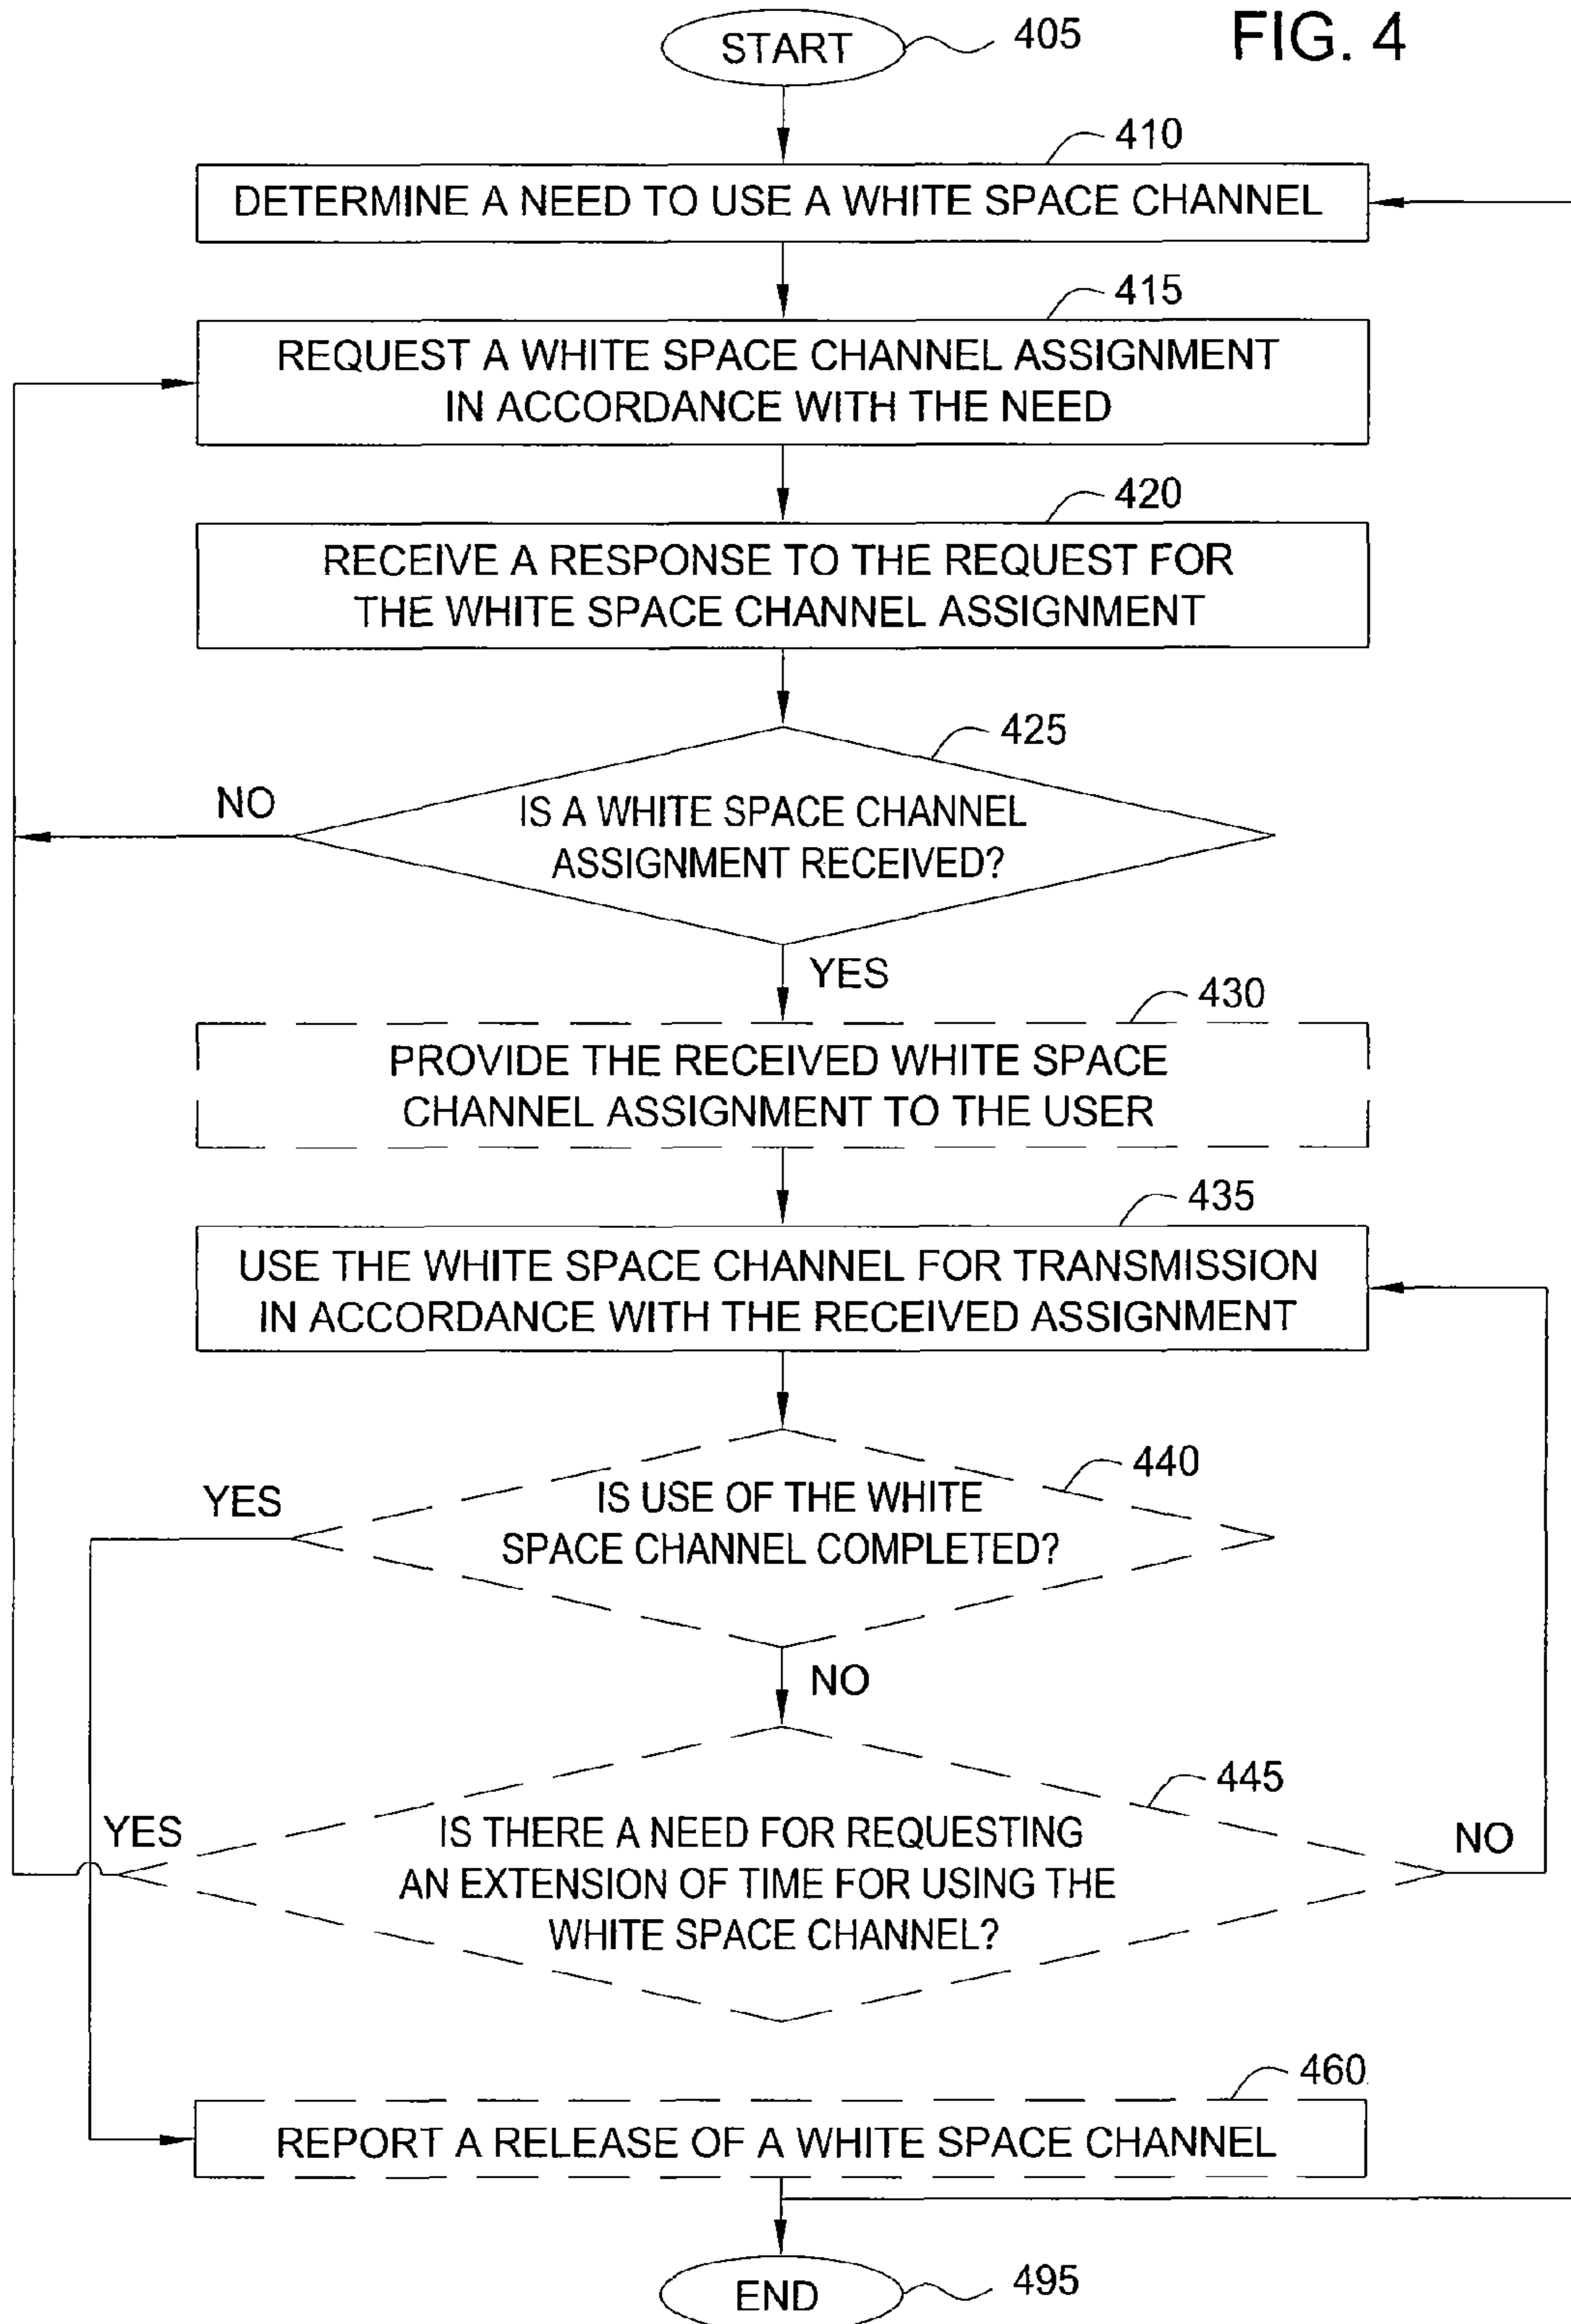 FIG. 4
START
405
410
DETERMINE A NEED TO USE A WHITE SPACE CHANNEL
415
REQUEST A WHITE SPACE CHANNEL ASSIGNMENT
IN ACCORDANCE WITH THE NEED
420
RECEIVE A RESPONSE TO THE REQUEST FOR
THE WHITE SPACE CHANNEL ASSIGNMENT
425
NO
IS A WHITE SPACE CHANNEL
ASSIGNMENT RECEIVED?
YES
430
PROVIDE THE RECEIVED WHITE SPACE
CHANNEL ASSIGNMENT TO THE USER
435
USE THE WHITE SPACE CHANNEL FOR TRANSMISSION
IN ACCORDANCE WITH THE RECEIVED ASSIGNMENT
440
YES
IS USE OF THE WHITE
SPACE CHANNEL COMPLETED?
NO
445
YES
IS THERE A NEED FOR REQUESTING
AN EXTENSION OF TIME FOR USING THE
WHITE SPACE CHANNEL?
NO
460
REPORT A RELEASE OF A WHITE SPACE CHANNEL
END
495